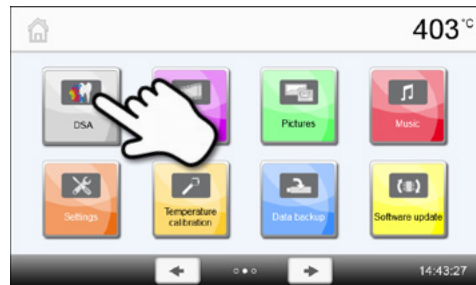 403 °C
DSA
Pictures
Music
Settings
Temperature
calibration
Data backup
Software update
14:43:27